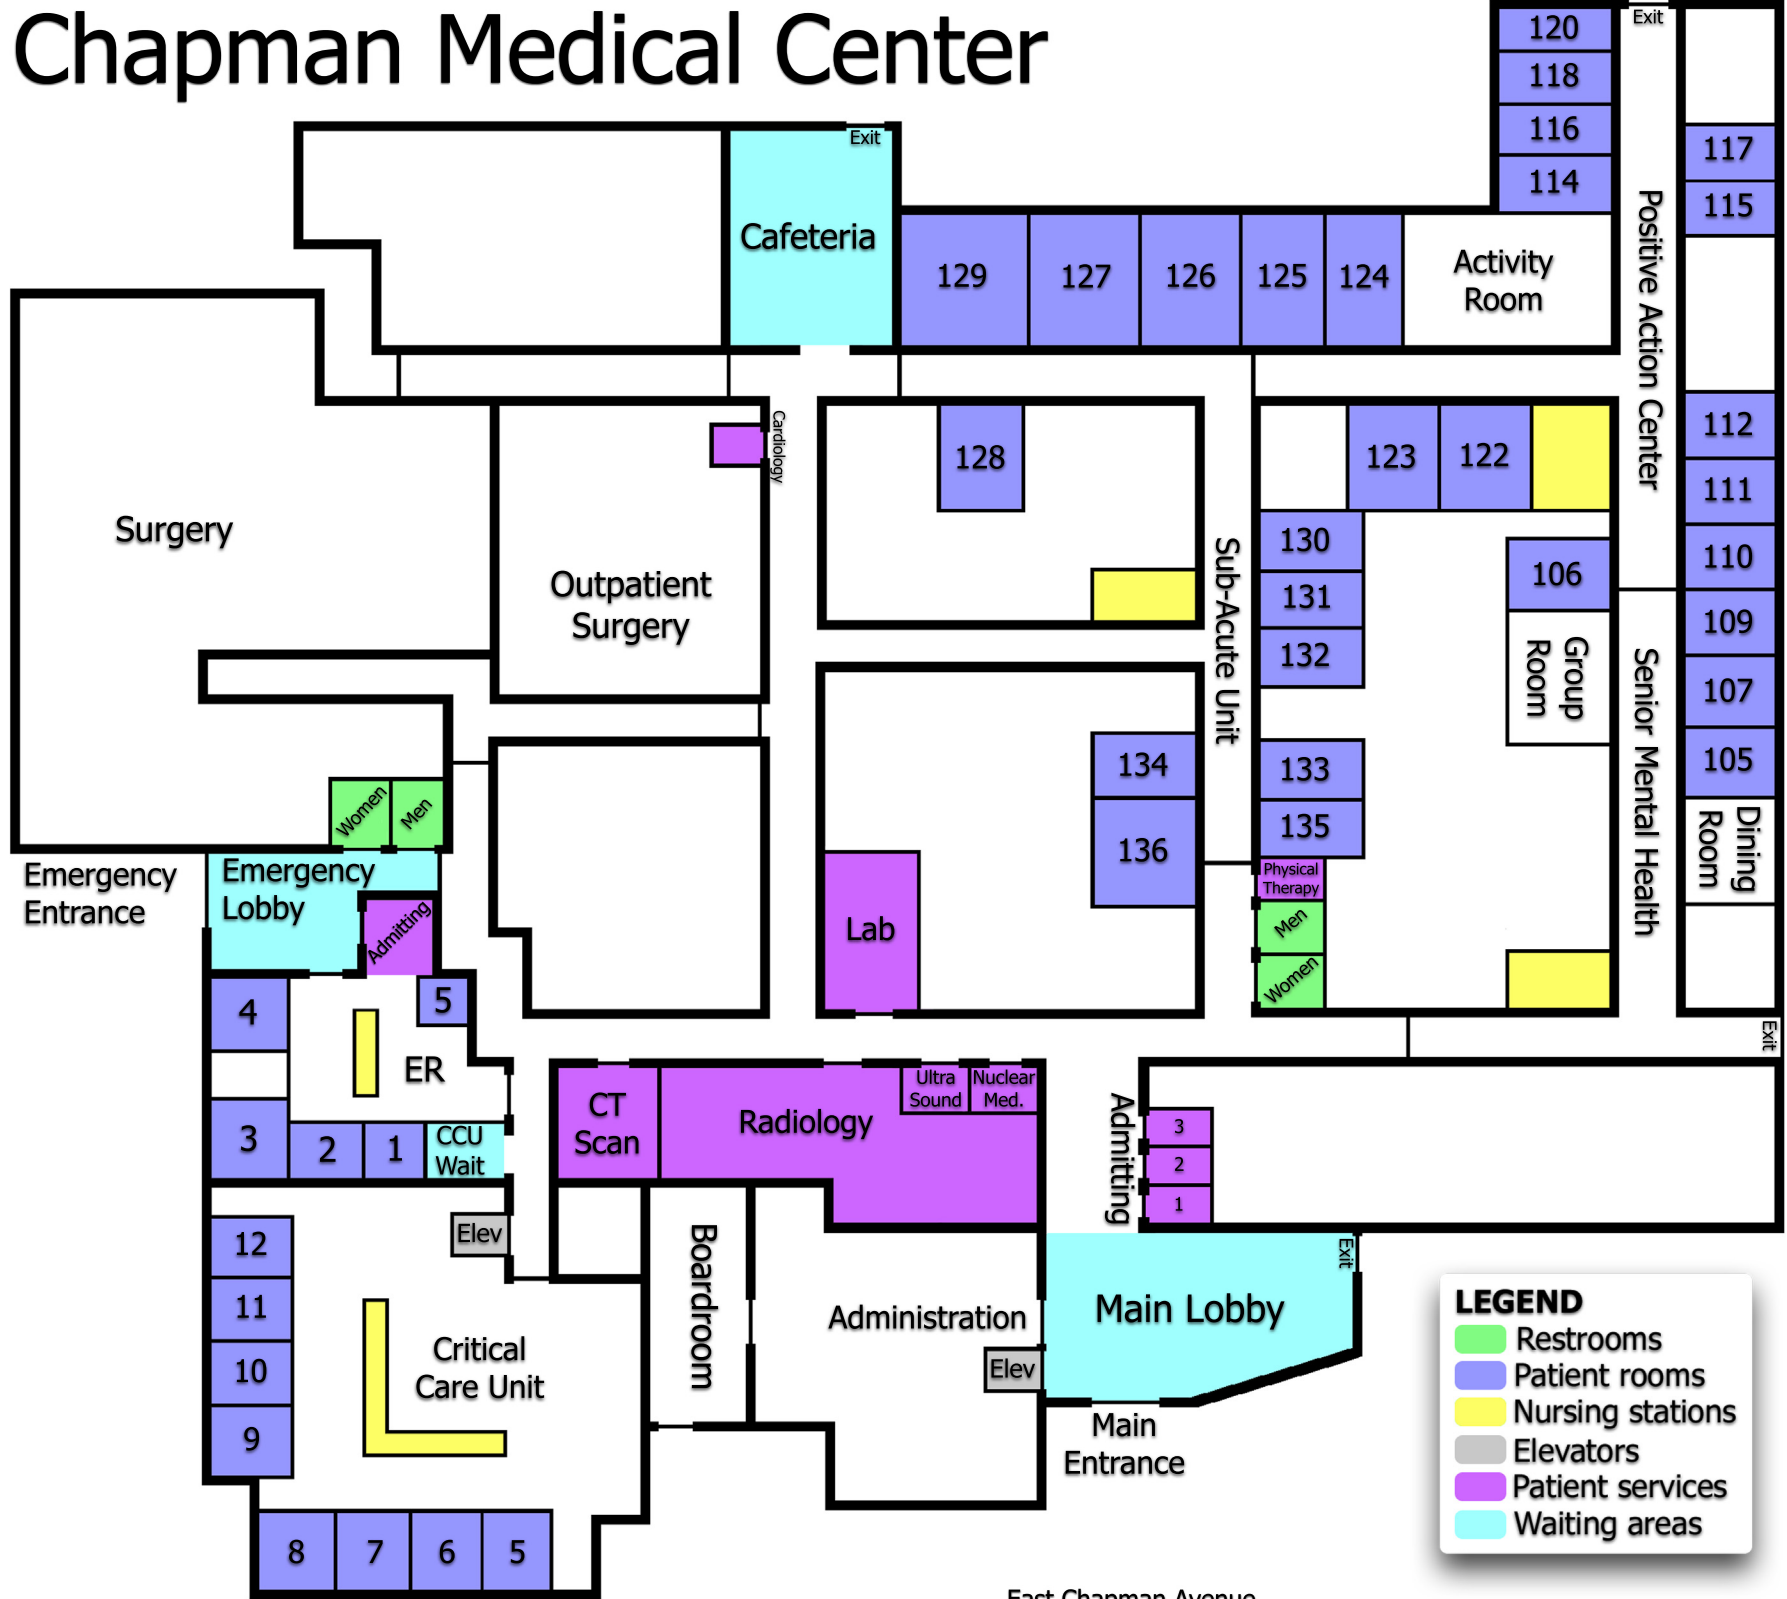 Chapman Medical Center
Exit
120
118
116
114
117
115
Exit
Cafeteria
129
127
126
125
124
Activity
Room
Positive Action Center
112
111
110
109
107
105
Dining
Room
Exit
Surgery
Outpatient
Surgery
Cardiology
128
Sub-Acute Unit
123
122
130
131
132
133
135
106
Group
Room
Senior Mental Health
134
136
Lab
Physical
Therapy
Men
Women
Women
Men
Emergency
Entrance
Emergency
Lobby
Admitting
4
5
ER
3
2
1
CCU
Wait
CT
Scan
Radiology
Ultra
Sound
Nuclear
Med.
Admitting
3
2
1
Elev
12
11
10
9
Critical
Care Unit
8
7
6
5
Boardroom
Administration
Elev
Main Lobby
Exit
Main
Entrance
LEGEND
Restrooms
Patient rooms
Nursing stations
Elevators
Patient services
Waiting areas
East Chapman Avenue